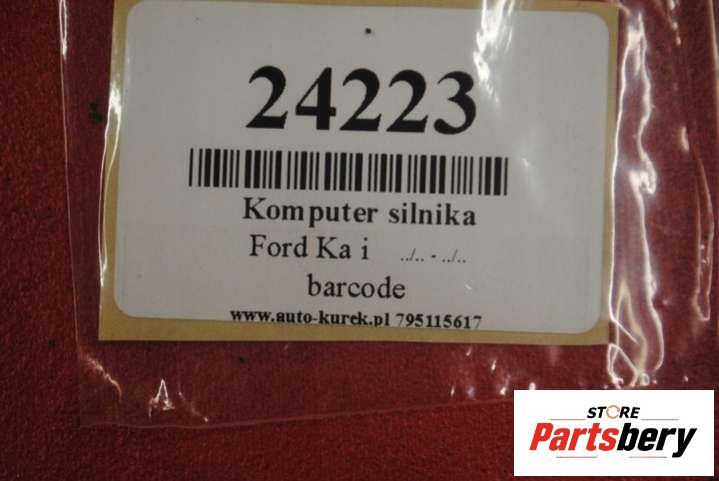 24223
Komputer silnika
Ford Ka i ../.. - ../..
barcode
www.auto-kurek.pl 795115617
STORE
Partsbery